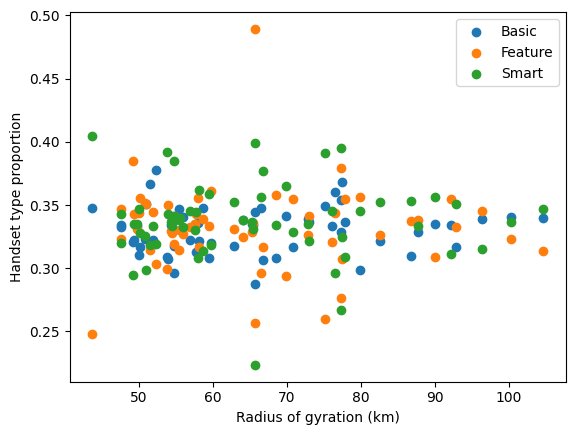 Basic
Feature
Smart
Handset type proportion
0.50
0.45
0.40
0.35
0.30
0.25
50 60 70 80 90 100
Radius of gyration (km)